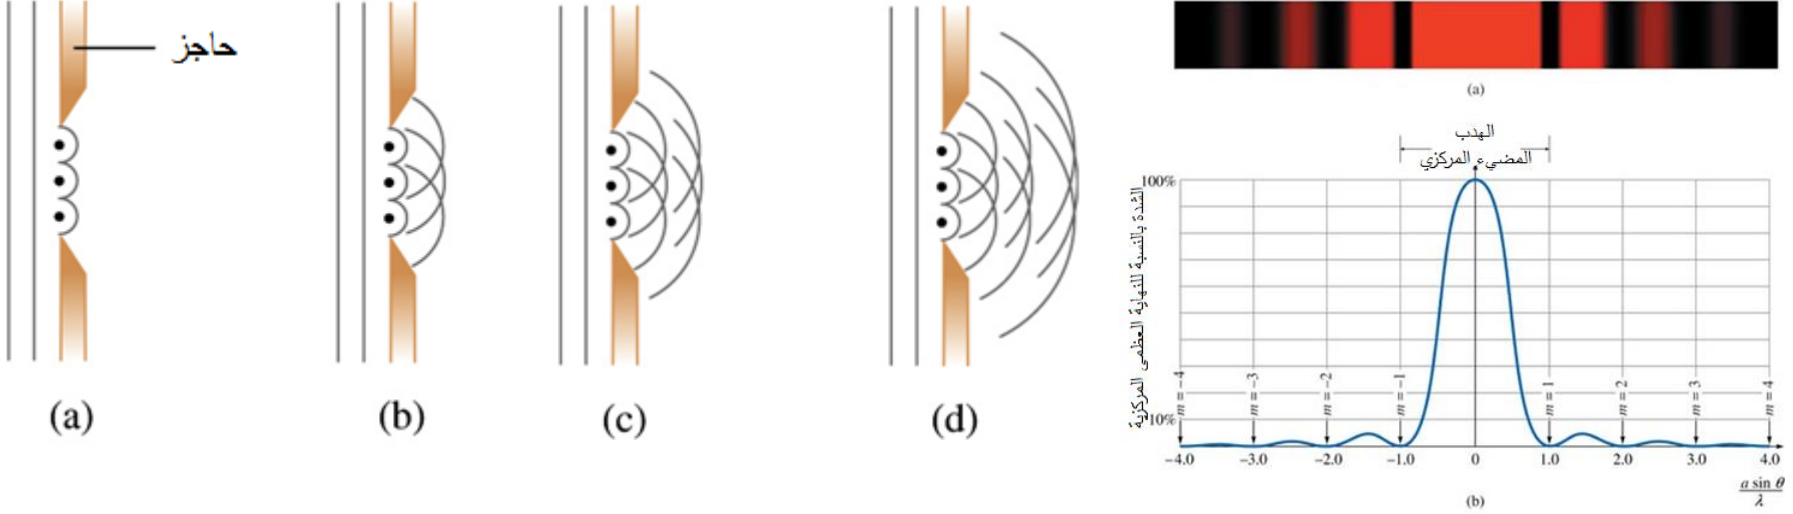 حاجز
(a)
(b)
(c)
(d)
(a)
الهدب
المضيء المركزي
الشدة بالنسبة للنهاية العظمى المركزية
100%
10%
m = −4
m = −3
m = −2
m = −1
m = 1
m = 2
m = 3
m = 4
−4.0
−3.0
−2.0
−1.0
0
1.0
2.0
3.0
4.0
a sin θ
λ
(b)